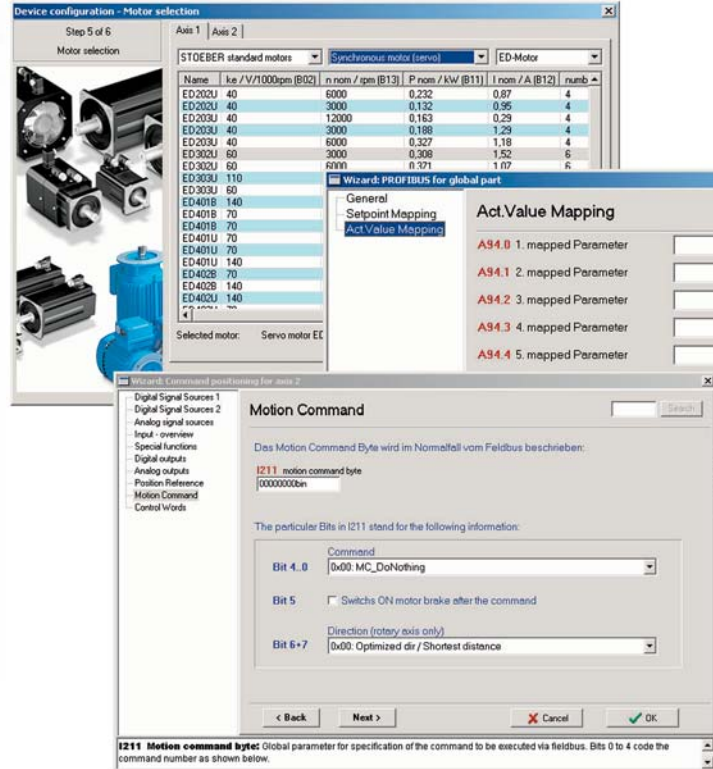 Device configuration - Motor selection
Step 5 of 6
Motor selection
Axis 1 Axis 2
STOEBER standard motors Synchronous motor (servo) ED-Motor
Name ke / V/1000rpm (B02) n nom / rpm (B13) P nom / kW (B11) I nom / A (B12) numb
ED202U 40 6000 0,232 0,87 4
ED202U 40 3000 0,132 0,95 4
ED203U 40 12000 0,163 0,29 4
ED203U 40 3000 0,188 1,29 4
ED203U 40 6000 0,327 1,18 4
ED302U 60 3000 0,308 1,52 6
ED302U 60 6000 0,371 1,07 6
ED303U 110
ED303U 60
ED401B 140
ED401B 70
ED401B 70
ED401U 70
ED401U 70
ED401U 140
ED402B 70
ED402B 140
ED402U 140
Selected motor: Servo motor ED
Wizard: PROFIBUS for global part
General
Setpoint Mapping
Act.Value Mapping
Act.Value Mapping
A94.0 1. mapped Parameter
A94.1 2. mapped Parameter
A94.2 3. mapped Parameter
A94.3 4. mapped Parameter
A94.4 5. mapped Parameter
Wizard: Command positioning for axis 2
Digital Signal Sources 1
Digital Signal Sources 2
Analog signal sources
Input - overview
Special functions
Digital outputs
Analog outputs
Position Reference
Motion Command
Control Words
Motion Command
Search
Das Motion Command Byte wird im Normalfall vom Feldbus beschrieben:
I211 motion command byte
00000000bin
The particular Bits in I211 stand for the following information:
Command
Bit 4..0 0x00: MC_DoNothing
Bit 5 Switchs ON motor brake after the command
Direction (rotary axis only)
Bit 6+7 0x00: Optimized dir / Shortest distance
< Back Next > Cancel OK
I211 Motion command byte: Global parameter for specification of the command to be executed via fieldbus. Bits 0 to 4 code the
command number as shown below.